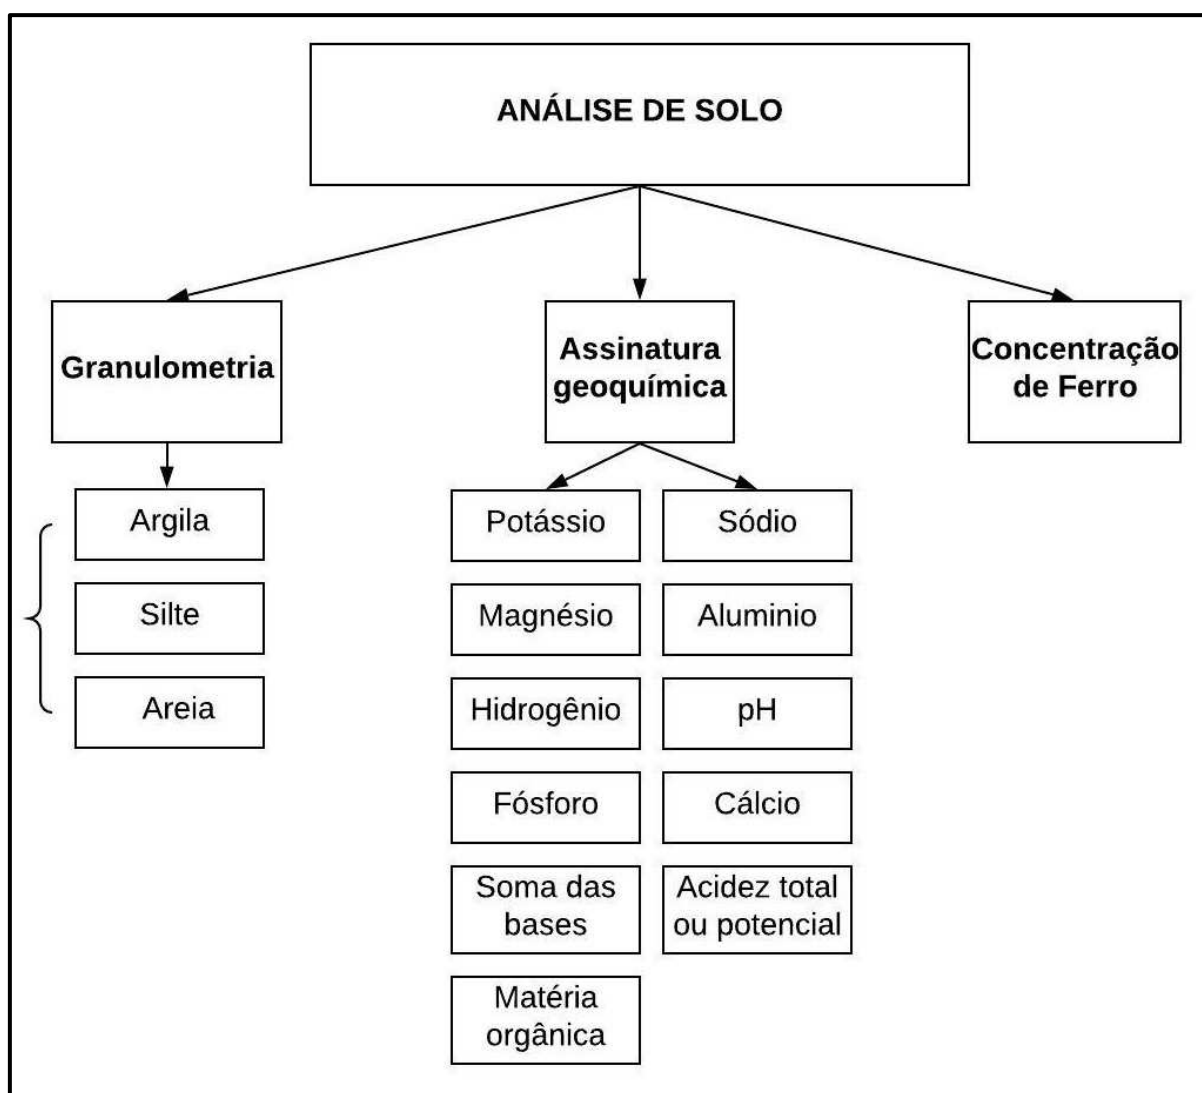 ANÁLISE DE SOLO
Granulometria
Assinatura
geoquímica
Concentração
de Ferro
Argila
Silte
Areia
Potássio
Sódio
Magnésio
Aluminio
Hidrogênio
pH
Fósforo
Cálcio
Soma das
bases
Acidez total
ou potencial
Matéria
orgânica